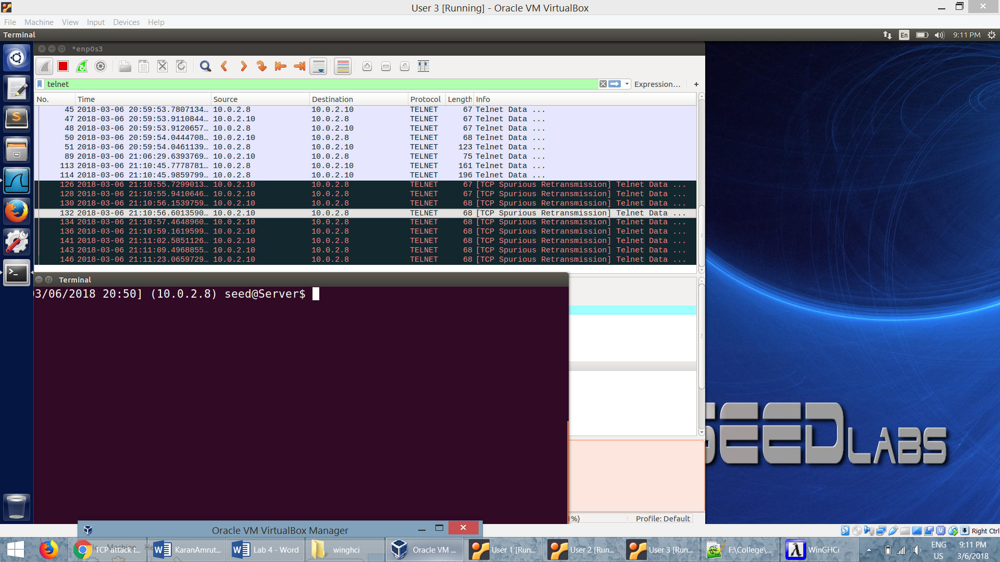 User 3 [Running] - Oracle VM VirtualBox
File Machine View Input Devices Help
Terminal En 9:11 PM
*enp0s3
telnet Expression… +
No. Time Source Destination Protocol Length Info
45 2018-03-06 20:59:53.7807134… 10.0.2.8 10.0.2.10 TELNET 67 Telnet Data ...
47 2018-03-06 20:59:53.9110844… 10.0.2.10 10.0.2.8 TELNET 67 Telnet Data ...
48 2018-03-06 20:59:53.9120657… 10.0.2.8 10.0.2.10 TELNET 67 Telnet Data ...
50 2018-03-06 20:59:54.0444708… 10.0.2.10 10.0.2.8 TELNET 68 Telnet Data ...
51 2018-03-06 20:59:54.0461139… 10.0.2.8 10.0.2.10 TELNET 123 Telnet Data ...
89 2018-03-06 21:06:29.6393769… 10.0.2.10 10.0.2.8 TELNET 75 Telnet Data ...
113 2018-03-06 21:10:45.7778781… 10.0.2.8 10.0.2.10 TELNET 161 Telnet Data ...
114 2018-03-06 21:10:45.9859799… 10.0.2.8 10.0.2.10 TELNET 196 Telnet Data ...
126 2018-03-06 21:10:55.7299013… 10.0.2.10 10.0.2.8 TELNET 67 [TCP Spurious Retransmission] Telnet Data ...
128 2018-03-06 21:10:55.9410646… 10.0.2.10 10.0.2.8 TELNET 67 [TCP Spurious Retransmission] Telnet Data ...
130 2018-03-06 21:10:56.1539759… 10.0.2.10 10.0.2.8 TELNET 68 [TCP Spurious Retransmission] Telnet Data ...
132 2018-03-06 21:10:56.6013590… 10.0.2.10 10.0.2.8 TELNET 68 [TCP Spurious Retransmission] Telnet Data ...
134 2018-03-06 21:10:57.4648960… 10.0.2.10 10.0.2.8 TELNET 68 [TCP Spurious Retransmission] Telnet Data ...
136 2018-03-06 21:10:59.1619599… 10.0.2.10 10.0.2.8 TELNET 68 [TCP Spurious Retransmission] Telnet Data ...
141 2018-03-06 21:11:02.5851126… 10.0.2.10 10.0.2.8 TELNET 68 [TCP Spurious Retransmission] Telnet Data ...
143 2018-03-06 21:11:09.4968855… 10.0.2.10 10.0.2.8 TELNET 68 [TCP Spurious Retransmission] Telnet Data ...
146 2018-03-06 21:11:23.0659729… 10.0.2.10 10.0.2.8 TELNET 68 [TCP Spurious Retransmission] Telnet Data ...
Terminal
3/06/2018 20:50] (10.0.2.8) seed@Server$
SEED LABS
%) Profile: Default
Oracle VM VirtualBox Manager
Right Ctrl
TCP attack t... KaranAmrut... Lab 4 - Word winghci Oracle VM ... User 1 [Run... User 2 [Run... User 3 [Run... F:\College\... WinGHCi
Machine
ENG 9:11 PM
US 3/6/2018